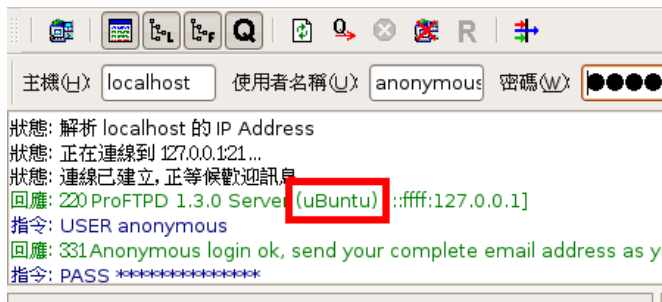 L F Q Q R
主機(H): localhost 使用者名稱(U): anonymous 密碼(W): ●●●●
狀態: 解析 localhost 的 IP Address
狀態: 正在連線到 127.0.0.1:21 ...
狀態: 連線已建立, 正等候歡迎訊息...
回應: 220 ProFTPD 1.3.0 Server (uBuntu) ::ffff:127.0.0.1]
指令: USER anonymous
回應: 331 Anonymous login ok, send your complete email address as y
指令: PASS ***************